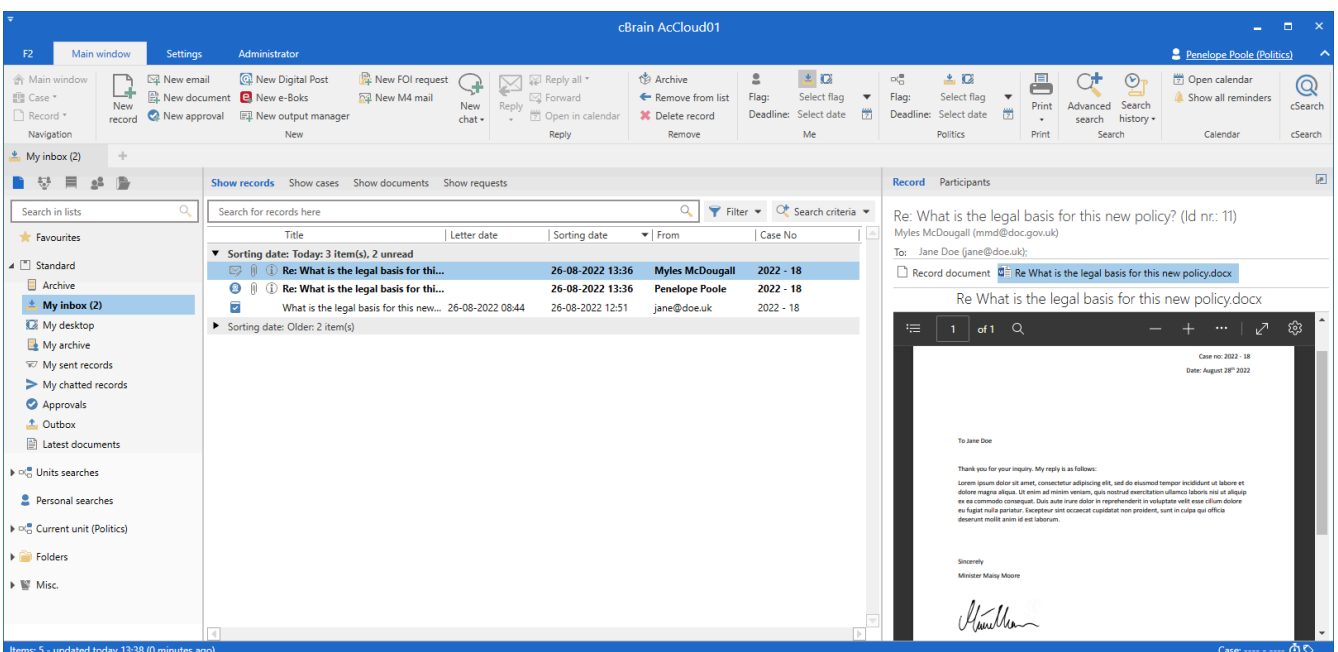 cBrain AcCloud01
F2 Main window Settings Administrator Penelope Poole (Politics)
Main window
Case
Record
Navigation
New record
New email
New document
New approval
New Digital Post
New e-Boks
New output manager
New FOI request
New M4 mail
New chat
New
Reply
Reply all
Forward
Open in calendar
Reply
Archive
Remove from list
Delete record
Remove
Flag: Select flag
Deadline: Select date
Me
Flag: Select flag
Deadline: Select date
Politics
Print
Print
Advanced search
Search history
Search
Open calendar
Show all reminders
Calendar
cSearch
cSearch
My inbox (2)
Search in lists
Favourites
Standard
Archive
My inbox (2)
My desktop
My archive
My sent records
My chatted records
Approvals
Outbox
Latest documents
Units searches
Personal searches
Current unit (Politics)
Folders
Misc.
Show records Show cases Show documents Show requests
Search for records here Filter Search criteria
Title Letter date Sorting date From Case No
Sorting date: Today: 3 item(s), 2 unread
Re: What is the legal basis for thi... 26-08-2022 13:36 Myles McDougall 2022 - 18
Re: What is the legal basis for thi... 26-08-2022 13:36 Penelope Poole 2022 - 18
What is the legal basis for this new... 26-08-2022 08:44 26-08-2022 12:51 jane@doe.uk 2022 - 18
Sorting date: Older: 2 item(s)
Record Participants
Re: What is the legal basis for this new policy? (Id nr.: 11)
Myles McDougall (mmd@doc.gov.uk)
To: Jane Doe (jane@doe.uk);
Record document Re What is the legal basis for this new policy.docx
Re What is the legal basis for this new policy.docx
1 of 1
Case no: 2022 - 18
Date: August 28th 2022
To Jane Doe
Thank you for your inquiry. My reply is as follows:
Lorem ipsum dolor sit amet, consectetur adipiscing elit, sed do eiusmod tempor incididunt ut labore et
dolore magna aliqua. Ut enim ad minim veniam, quis nostrud exercitation ullamco laboris nisi ut aliquip
ex ea commodo consequat. Duis aute irure dolor in reprehenderit in voluptate velit esse cillum dolore
eu fugiat nulla pariatur. Excepteur sint occaecat cupidatat non proident, sunt in culpa qui officia
deserunt mollit anim id est laborum.
Sincerely
Minister Maisy Moore
Items: 5 - updated today 13:38 (0 minutes ago) Case: ---- - ----